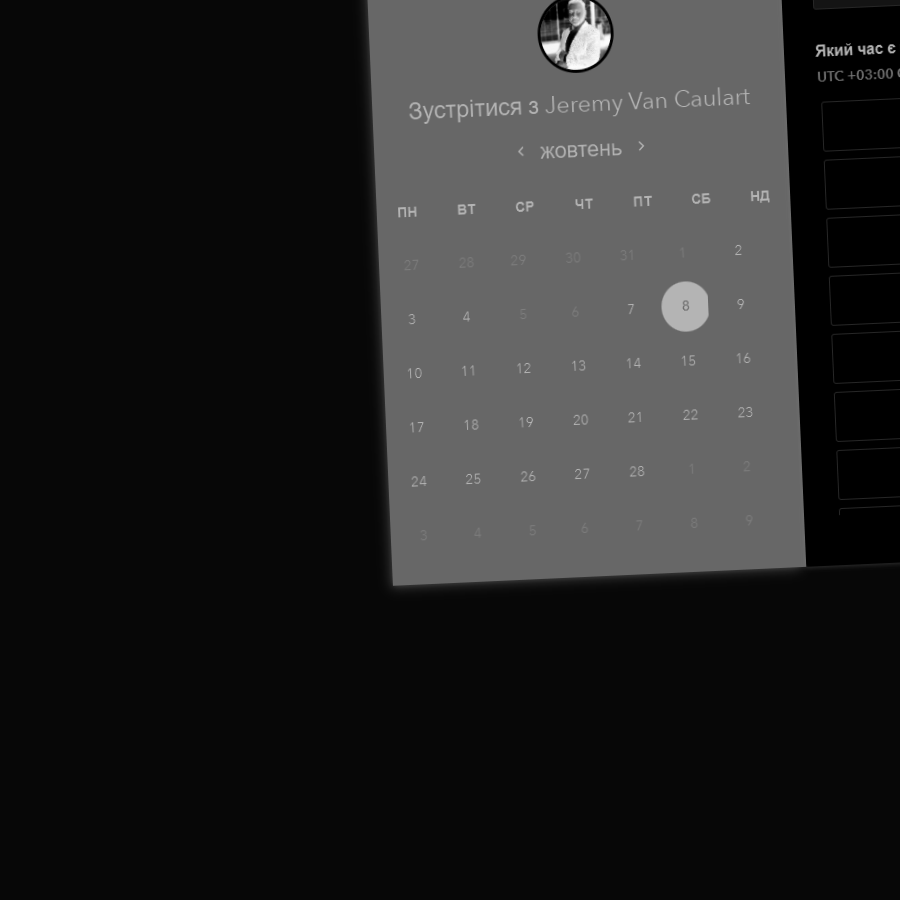 Зустрітися з Jeremy Van Caulart
‹ жовтень ›
ПН ВТ СР ЧТ ПТ СБ НД
27 28 29 30 31 1 2
3 4 5 6 7 8 9
10 11 12 13 14 15 16
17 18 19 20 21 22 23
24 25 26 27 28 1 2
3 4 5 6 7 8 9
Який час є
UTC +03:00